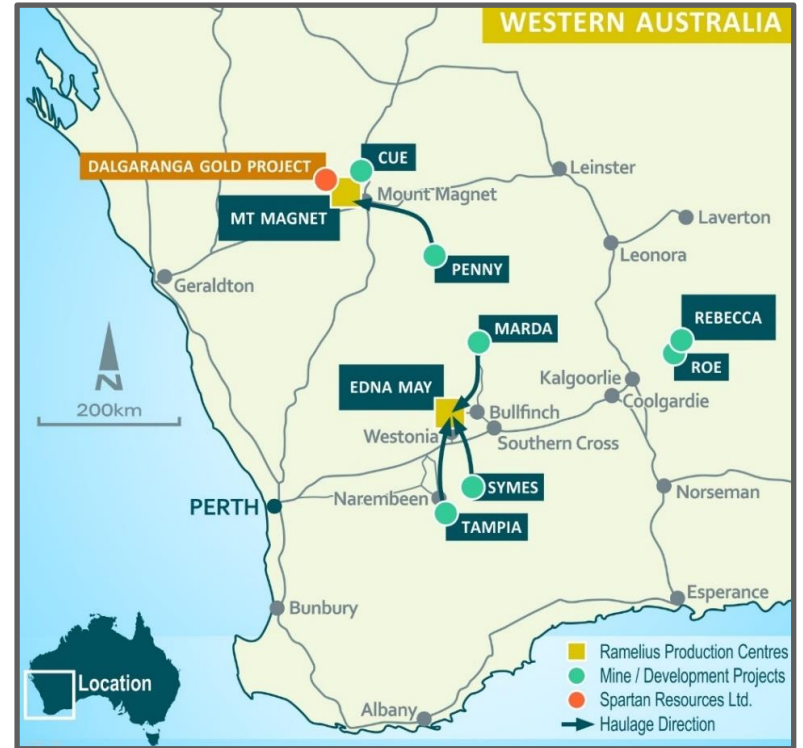 WESTERN AUSTRALIA
CUE
DALGARANGA GOLD PROJECT
Leinster
Mount Magnet
MT MAGNET
Laverton
Leonora
PENNY
Geraldton
REBECCA
MARDA
ROE
N
200km
EDNA MAY
Kalgoorlie
Coolgardie
Bullfinch
Westonia
Southern Cross
SYMES
Norseman
Narembeen
PERTH
TAMPIA
Esperance
Bunbury
Ramelius Production Centres
Mine / Development Projects
Spartan Resources Ltd.
Haulage Direction
Location
Albany